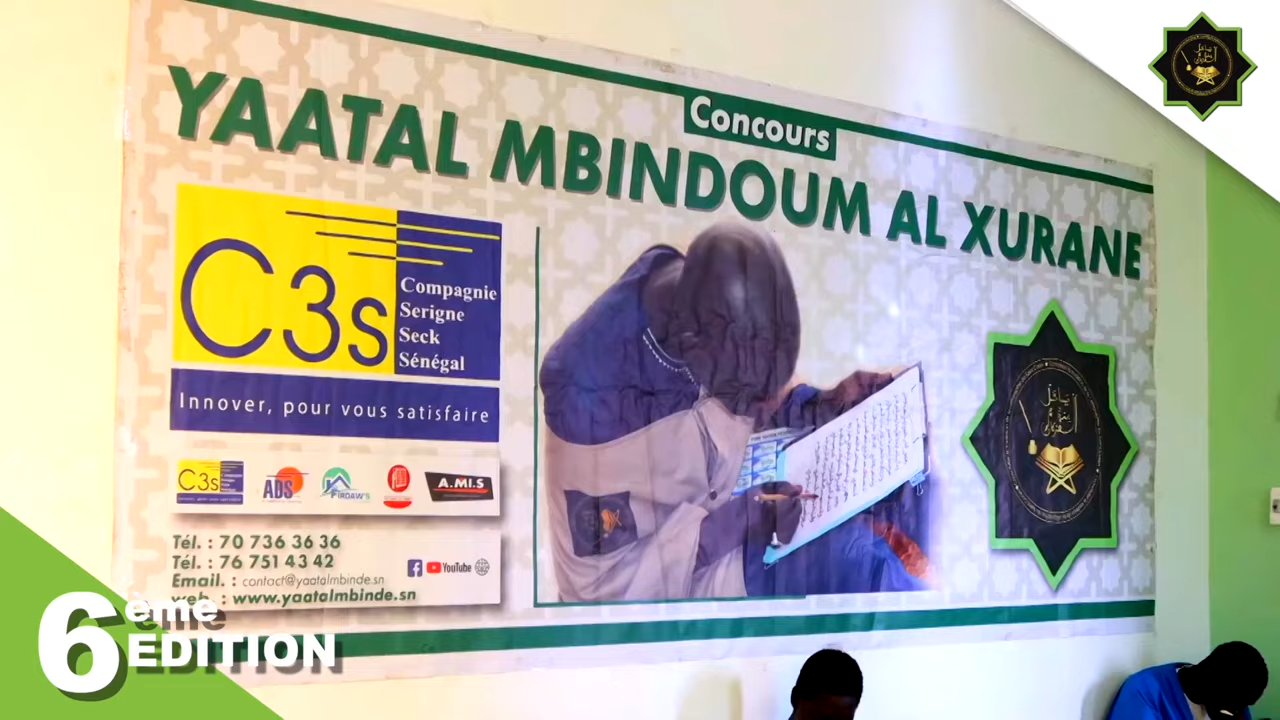 Concours
YAATAL MBINDOUM AL XURANE
C3s
Compagnie
Serigne
Seck
Sénégal
Innover, pour vous satisfaire
C3s
ADS
FIRDAW'S
A.MI.S
Tél. : 70 736 36 36
Tél. : 76 751 43 42
Email. : contact@yaatalmbinde.sn
web. : www.yaatalmbinde.sn
YouTube
6ème
EDITION